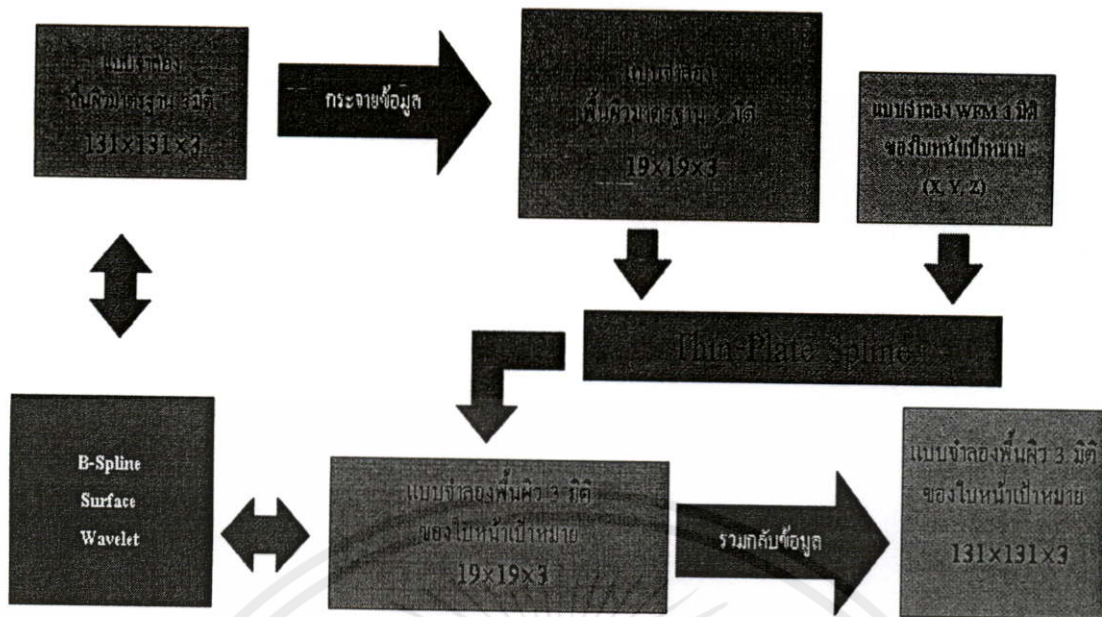 แบบจำลอง
พื้นผิวมาตรฐาน 3 มิติ
131×131×3
กระจายข้อมูล
แบบจำลอง
พื้นผิวมาตรฐาน 3 มิติ
19×19×3
แบบจำลอง WFM 3 มิติ
ของใบหน้าเป้าหมาย
(X, Y, Z)
Thin-Plate Spline
B-Spline
Surface
Wavelet
แบบจำลองพื้นผิว 3 มิติ
ของใบหน้าเป้าหมาย
19×19×3
รวมกลับข้อมูล
แบบจำลองพื้นผิว 3 มิติ
ของใบหน้าเป้าหมาย
131×131×3